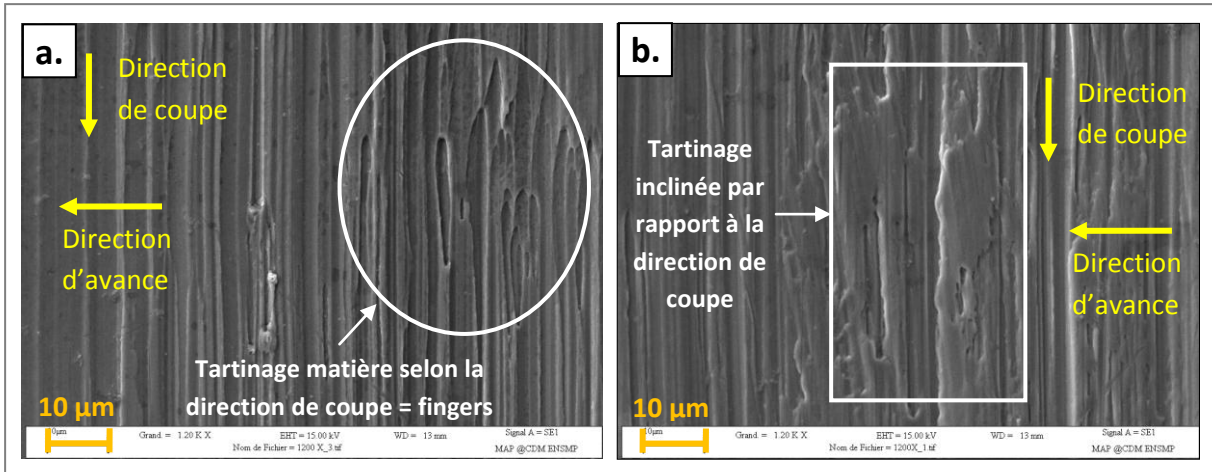 a.
Direction
de coupe
Direction
d'avance
Tartinage matière selon la
direction de coupe = fingers
10 µm
10µm
Grand. = 1.20 K X
EHT = 15.00 kV
WD = 13 mm
Signal A = SE1
Nom de Fichier = 1200 X_3.tif
MAP @CDM ENSMP
b.
Direction
de coupe
Tartinage
inclinée par
rapport à la
direction de
coupe
Direction
d'avance
10 µm
10µm
Grand. = 1.20 K X
EHT = 15.00 kV
WD = 13 mm
Signal A = SE1
Nom de Fichier = 1200X_1.tif
MAP @CDM ENSMP